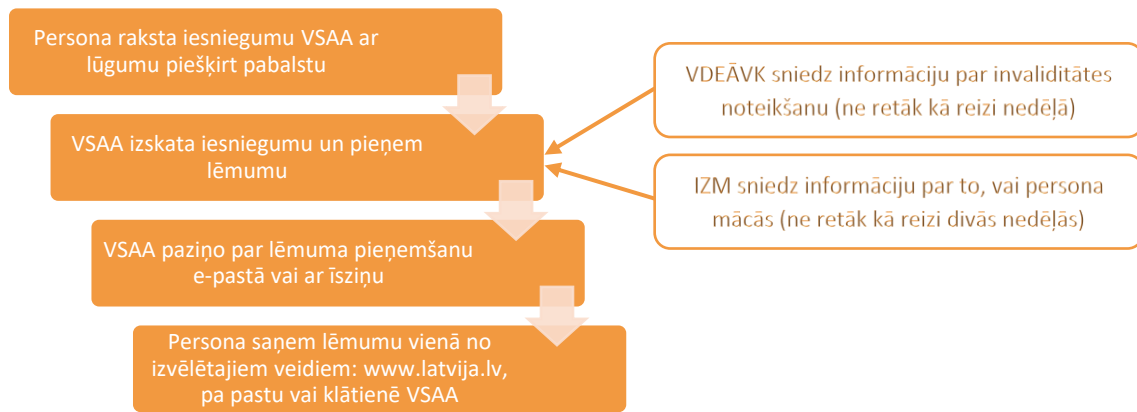 Persona raksta iesniegumu VSAA ar
lūgumu piešķirt pabalstu
VSAA izskata iesniegumu un pieņem
lēmumu
VSAA paziņo par lēmuma pieņemšanu
e-pastā vai ar īsziņu
Persona saņem lēmumu vienā no
izvēlētajiem veidiem: www.latvija.lv,
pa pastu vai klātienē VSAA
VDEĀVK sniedz informāciju par invaliditātes
noteikšanu (ne retāk kā reizi nedēļā)
IZM sniedz informāciju par to, vai persona
mācās (ne retāk kā reizi divās nedēļās)